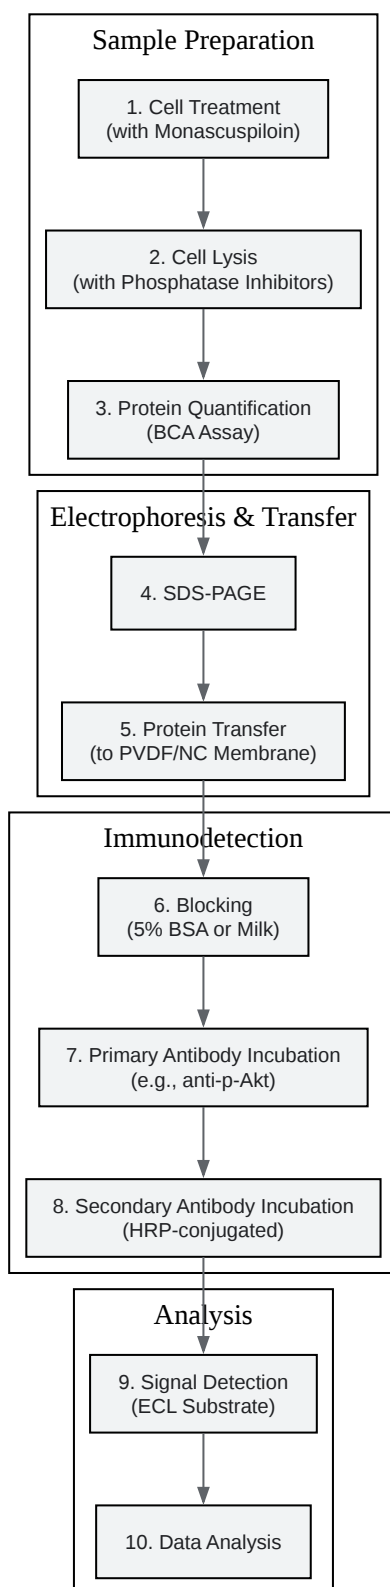 Sample Preparation
1. Cell Treatment
(with Monascuspiloin)
2. Cell Lysis
(with Phosphatase Inhibitors)
3. Protein Quantification
(BCA Assay)
Electrophoresis & Transfer
4. SDS-PAGE
5. Protein Transfer
(to PVDF/NC Membrane)
Immunodetection
6. Blocking
(5% BSA or Milk)
7. Primary Antibody Incubation
(e.g., anti-p-Akt)
8. Secondary Antibody Incubation
(HRP-conjugated)
Analysis
9. Signal Detection
(ECL Substrate)
10. Data Analysis